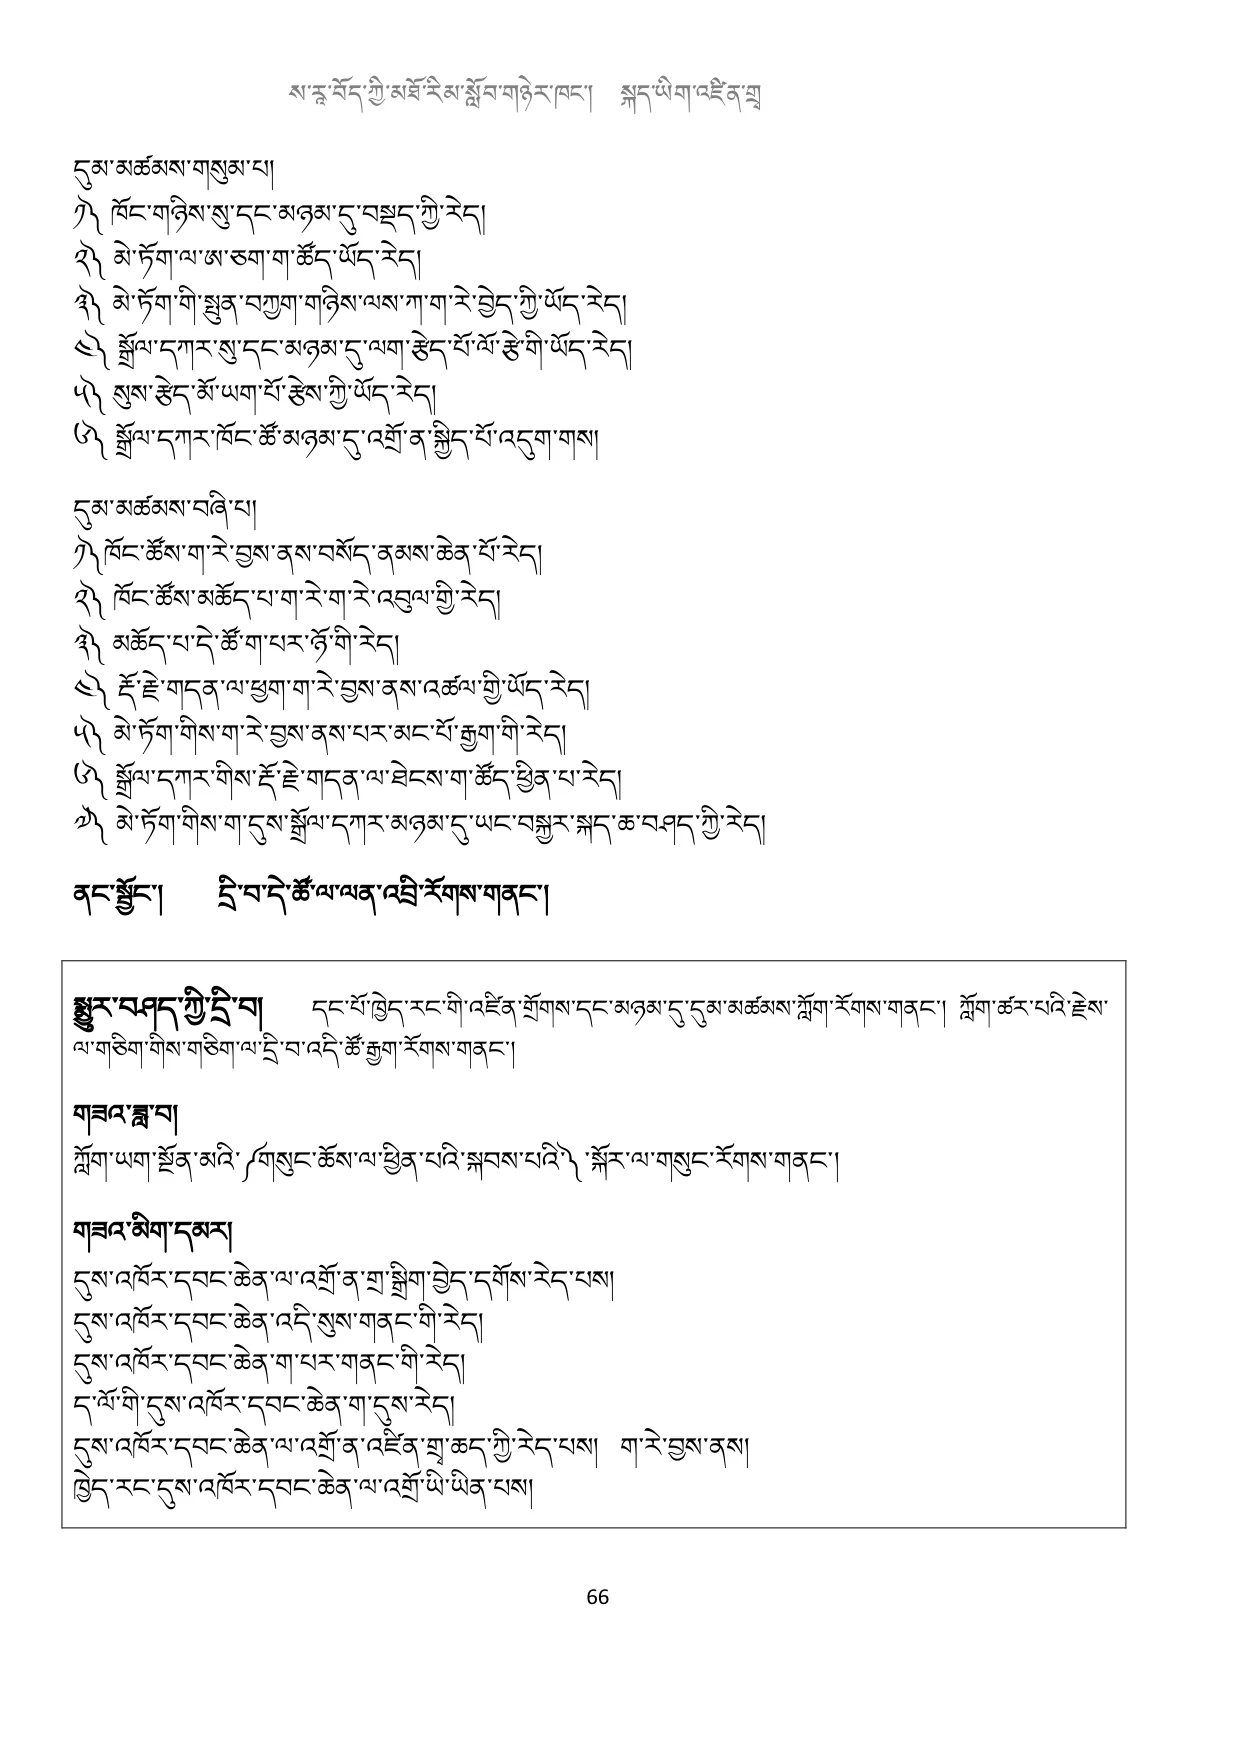 ས་རཱ་བོད་ཀྱི་མཐོ་རིམ་སློབ་གཉེར་ཁང་།  སྐད་ཡིག་འཛིན་གྲྭ
དུམ་མཚམས་གསུམ་པ།
༡༽ ཁོང་གཉིས་སུ་དང་མཉམ་དུ་བསྡད་ཀྱི་རེད།
༢༽ མེ་ཏོག་ལ་ཨ་ཅག་ག་ཚོད་ཡོད་རེད།
༣༽ མེ་ཏོག་གི་སྤུན་བཀྱག་གཉིས་ལས་ཀ་ག་རེ་བྱེད་ཀྱི་ཡོད་རེད།
༤༽ སྒྲོལ་དཀར་སུ་དང་མཉམ་དུ་ལག་རྩེད་པོ་ལོ་རྩེ་གི་ཡོད་རེད།
༥༽ སུས་རྩེད་མོ་ཡག་པོ་རྩེས་ཀྱི་ཡོད་རེད།
༦༽ སྒྲོལ་དཀར་ཁོང་ཚོ་མཉམ་དུ་འགྲོ་ན་སྐྱིད་པོ་འདུག་གས།
དུམ་མཚམས་བཞི་པ།
༡༽ཁོང་ཚོས་ག་རེ་བྱས་ནས་བསོད་ནམས་ཆེན་པོ་རེད།
༢༽ ཁོང་ཚོས་མཆོད་པ་ག་རེ་ག་རེ་འབུལ་གྱི་རེད།
༣༽ མཆོད་པ་དེ་ཚོ་ག་པར་ཉོ་གི་རེད།
༤༽ རྡོ་རྗེ་གདན་ལ་ཕྱག་ག་རེ་བྱས་ནས་འཚལ་གྱི་ཡོད་རེད།
༥༽ མེ་ཏོག་གིས་ག་རེ་བྱས་ནས་པར་མང་པོ་རྒྱག་གི་རེད།
༦༽ སྒྲོལ་དཀར་གིས་རྡོ་རྗེ་གདན་ལ་ཐེངས་ག་ཚོད་ཕྱིན་པ་རེད།
༧༽ མེ་ཏོག་གིས་ག་དུས་སྒྲོལ་དཀར་མཉམ་དུ་ཡང་བསྐྱར་སྐད་ཆ་བཤད་ཀྱི་རེད།
ནང་སྦྱོང་།  དྲི་བ་དེ་ཚོ་ལ་ལན་འབྲི་རོགས་གནང་།
སྨྱུར་བཤད་ཀྱི་དྲི་བ།  དང་པོ་ཁྱེད་རང་གི་འཛིན་གྲོགས་དང་མཉམ་དུ་དུམ་མཚམས་ཀློག་རོགས་གནང་། ཀློག་ཚར་པའི་རྗེས་
ལ་གཅིག་གིས་གཅིག་ལ་དྲི་བ་འདི་ཚོ་རྒྱག་རོགས་གནང་།
གཟའ་ཟླ་བ།
ཀློག་ཡག་སྔོན་མའི་༼གསུང་ཆོས་ལ་ཕྱིན་པའི་སྐབས་པའི་༽་སྐོར་ལ་གསུང་རོགས་གནང་།
གཟའ་མིག་དམར།
དུས་འཁོར་དབང་ཆེན་ལ་འགྲོ་ན་གྲ་སྒྲིག་བྱེད་དགོས་རེད་པས།
དུས་འཁོར་དབང་ཆེན་འདི་སུས་གནང་གི་རེད།
དུས་འཁོར་དབང་ཆེན་ག་པར་གནང་གི་རེད།
ད་ལོ་གི་དུས་འཁོར་དབང་ཆེན་ག་དུས་རེད།
དུས་འཁོར་དབང་ཆེན་ལ་འགྲོ་ན་འཛིན་གྲྭ་ཆད་ཀྱི་རེད་པས།  ག་རེ་བྱས་ནས།
ཁྱེད་རང་དུས་འཁོར་དབང་ཆེན་ལ་འགྲོ་ཡི་ཡིན་པས།
66